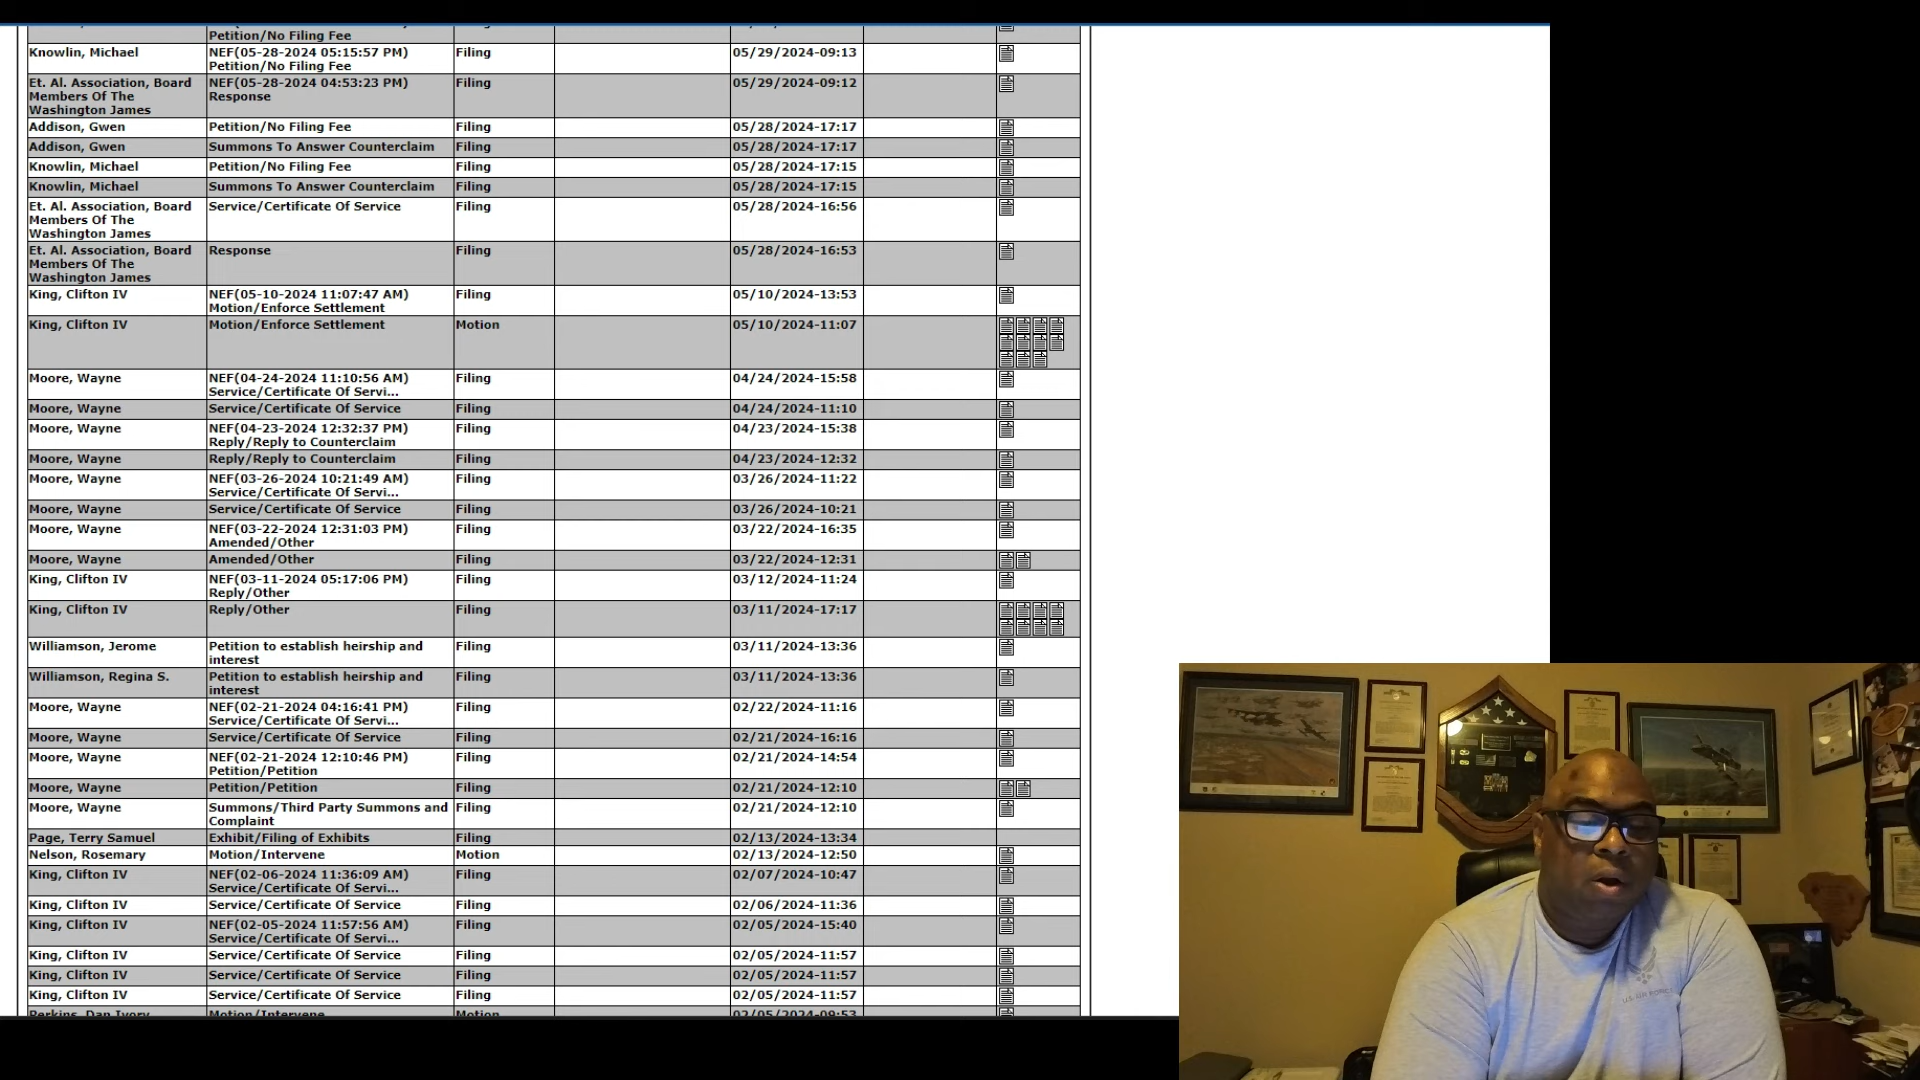 Petition/No Filing Fee
Knowlin, Michael NEF(05-28-2024 05:15:57 PM) Filing 05/29/2024-09:13
Petition/No Filing Fee
Et. Al. Association, Board NEF(05-28-2024 04:53:23 PM) Filing 05/29/2024-09:12
Members Of The Response
Washington James
Addison, Gwen Petition/No Filing Fee Filing 05/28/2024-17:17
Addison, Gwen Summons To Answer Counterclaim Filing 05/28/2024-17:17
Knowlin, Michael Petition/No Filing Fee Filing 05/28/2024-17:15
Knowlin, Michael Summons To Answer Counterclaim Filing 05/28/2024-17:15
Et. Al. Association, Board Service/Certificate Of Service Filing 05/28/2024-16:56
Members Of The
Washington James
Et. Al. Association, Board Response Filing 05/28/2024-16:53
Members Of The
Washington James
King, Clifton IV NEF(05-10-2024 11:07:47 AM) Filing 05/10/2024-13:53
Motion/Enforce Settlement
King, Clifton IV Motion/Enforce Settlement Motion 05/10/2024-11:07
Moore, Wayne NEF(04-24-2024 11:10:56 AM) Filing 04/24/2024-15:58
Service/Certificate Of Servi...
Moore, Wayne Service/Certificate Of Service Filing 04/24/2024-11:10
Moore, Wayne NEF(04-23-2024 12:32:37 PM) Filing 04/23/2024-15:38
Reply/Reply to Counterclaim
Moore, Wayne Reply/Reply to Counterclaim Filing 04/23/2024-12:32
Moore, Wayne NEF(03-26-2024 10:21:49 AM) Filing 03/26/2024-11:22
Service/Certificate Of Servi...
Moore, Wayne Service/Certificate Of Service Filing 03/26/2024-10:21
Moore, Wayne NEF(03-22-2024 12:31:03 PM) Filing 03/22/2024-16:35
Amended/Other
Moore, Wayne Amended/Other Filing 03/22/2024-12:31
King, Clifton IV NEF(03-11-2024 05:17:06 PM) Filing 03/12/2024-11:24
Reply/Other
King, Clifton IV Reply/Other Filing 03/11/2024-17:17
Williamson, Jerome Petition to establish heirship and Filing 03/11/2024-13:36
interest
Williamson, Regina S. Petition to establish heirship and Filing 03/11/2024-13:36
interest
Moore, Wayne NEF(02-21-2024 04:16:41 PM) Filing 02/22/2024-11:16
Service/Certificate Of Servi...
Moore, Wayne Service/Certificate Of Service Filing 02/21/2024-16:16
Moore, Wayne NEF(02-21-2024 12:10:46 PM) Filing 02/21/2024-14:54
Petition/Petition
Moore, Wayne Petition/Petition Filing 02/21/2024-12:10
Moore, Wayne Summons/Third Party Summons and Filing 02/21/2024-12:10
Complaint
Page, Terry Samuel Exhibit/Filing of Exhibits Filing 02/13/2024-13:34
Nelson, Rosemary Motion/Intervene Motion 02/13/2024-12:50
King, Clifton IV NEF(02-06-2024 11:36:09 AM) Filing 02/07/2024-10:47
Service/Certificate Of Servi...
King, Clifton IV Service/Certificate Of Service Filing 02/06/2024-11:36
King, Clifton IV NEF(02-05-2024 11:57:56 AM) Filing 02/05/2024-15:40
Service/Certificate Of Servi...
King, Clifton IV Service/Certificate Of Service Filing 02/05/2024-11:57
King, Clifton IV Service/Certificate Of Service Filing 02/05/2024-11:57
King, Clifton IV Service/Certificate Of Service Filing 02/05/2024-11:57
Perkins, Dan Ivory Motion/Intervene Motion 02/05/2024-09:53
U.S. AIR FORCE